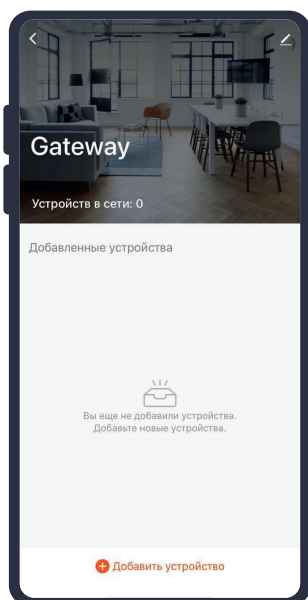 Gateway
Устройств в сети: 0
Добавленные устройства
Вы еще не добавили устройства.
Добавьте новые устройства.
Добавить устройство